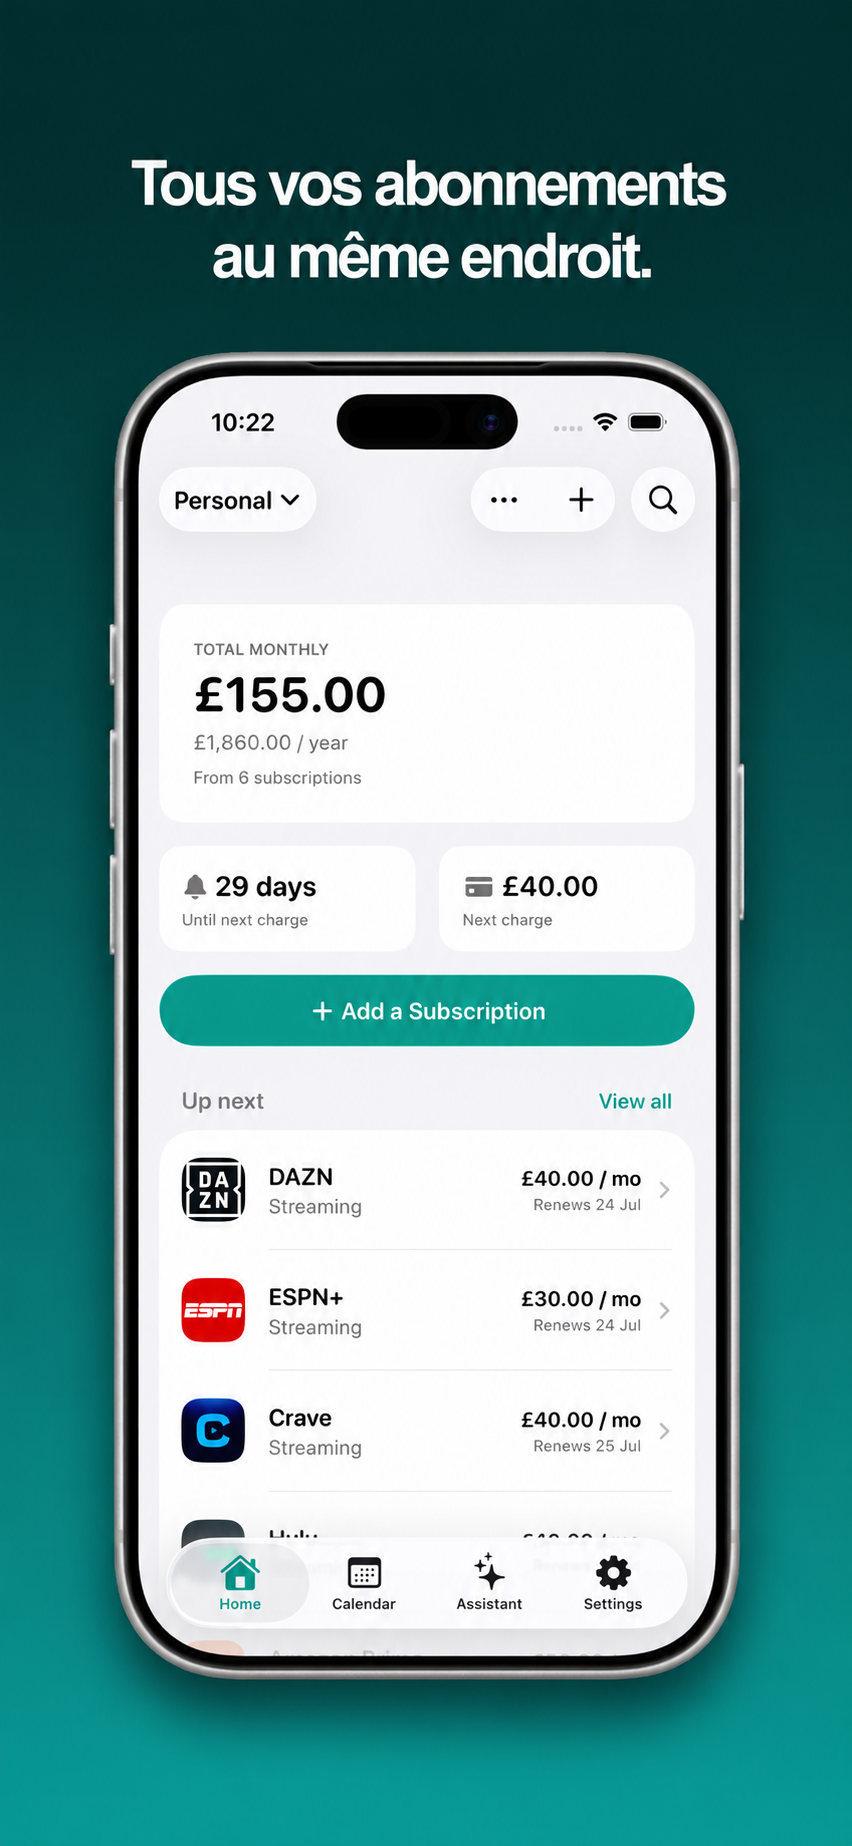 Tous vos abonnements
au même endroit.
10:22
Personal
TOTAL MONTHLY
£155.00
£1,860.00 / year
From 6 subscriptions
29 days
Until next charge
£40.00
Next charge
+ Add a Subscription
Up next
View all
DAZN
DAZN
Streaming
£40.00 / mo
Renews 24 Jul
ESPN
ESPN+
Streaming
£30.00 / mo
Renews 24 Jul
Crave
Streaming
£40.00 / mo
Renews 25 Jul
Hulu
Home
Calendar
Assistant
Settings